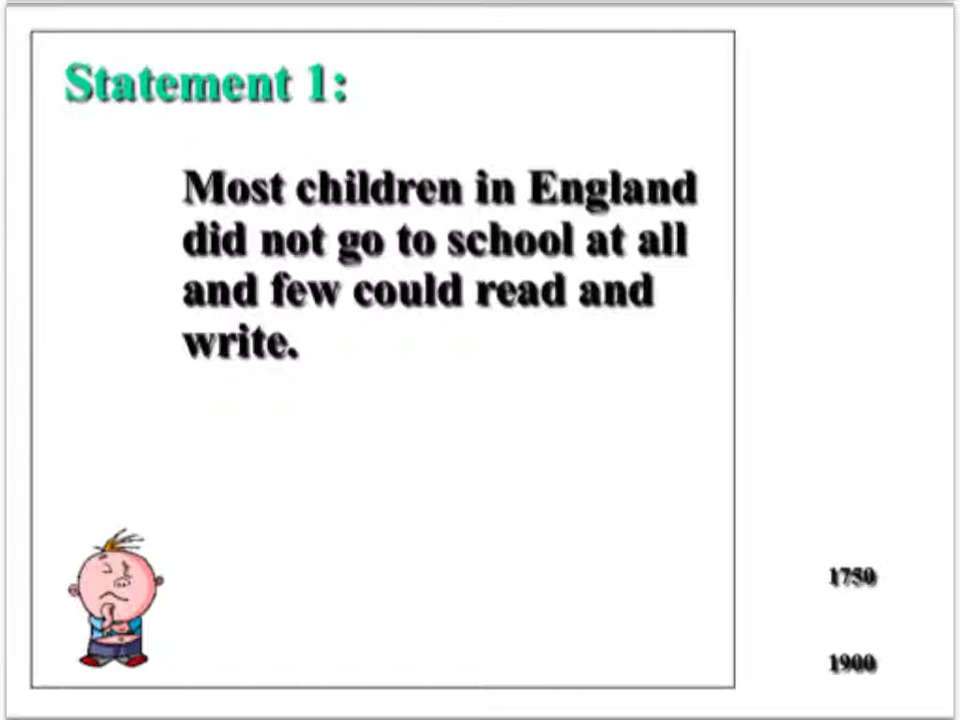 Statement 1:
Most children in England
did not go to school at all
and few could read and
write.
1750
1900